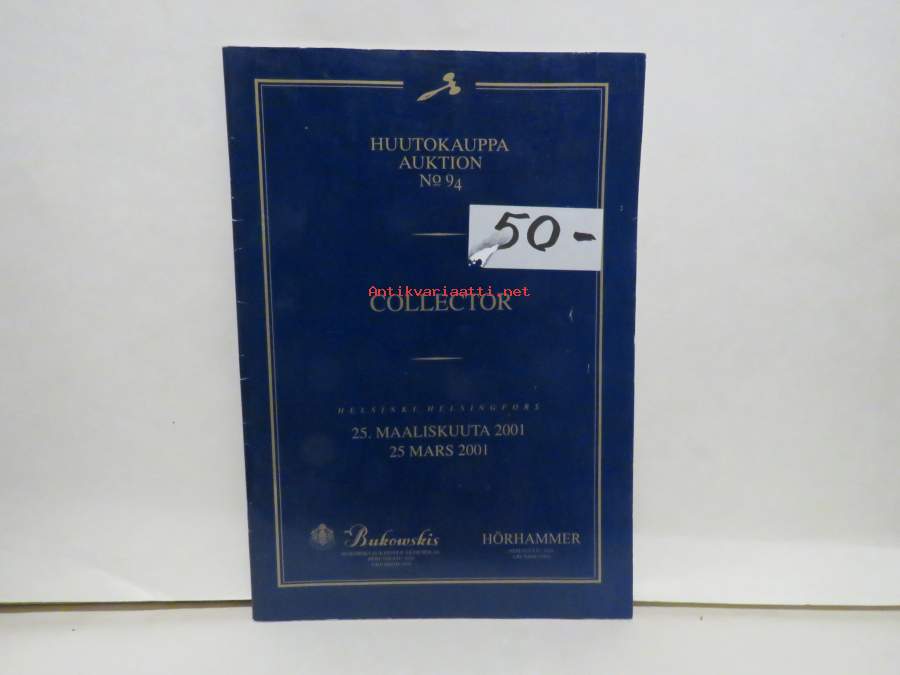 HUUTOKAUPPA
AUKTION
No 94
50-
Antikvariaatti.net
COLLECTOR
HELSINKI HELSINGFORS
25. MAALISKUUTA 2001
25 MARS 2001
Bukowskis
HÖRHAMMER